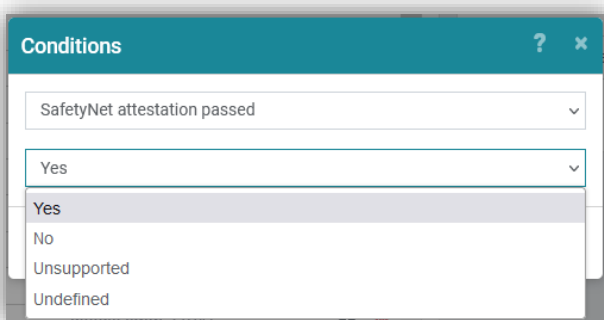 Conditions ? ×
SafetyNet attestation passed
Yes
Yes
No
Unsupported
Undefined